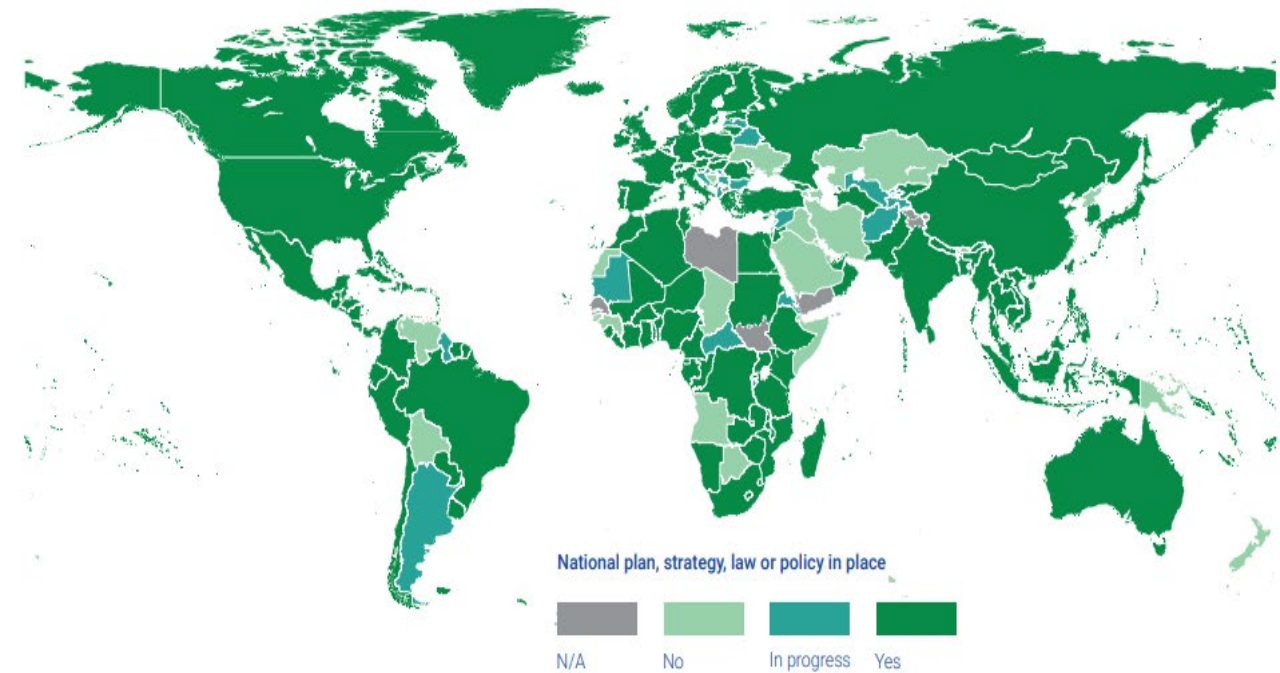 National plan, strategy, law or policy in place
N/A No In progress Yes